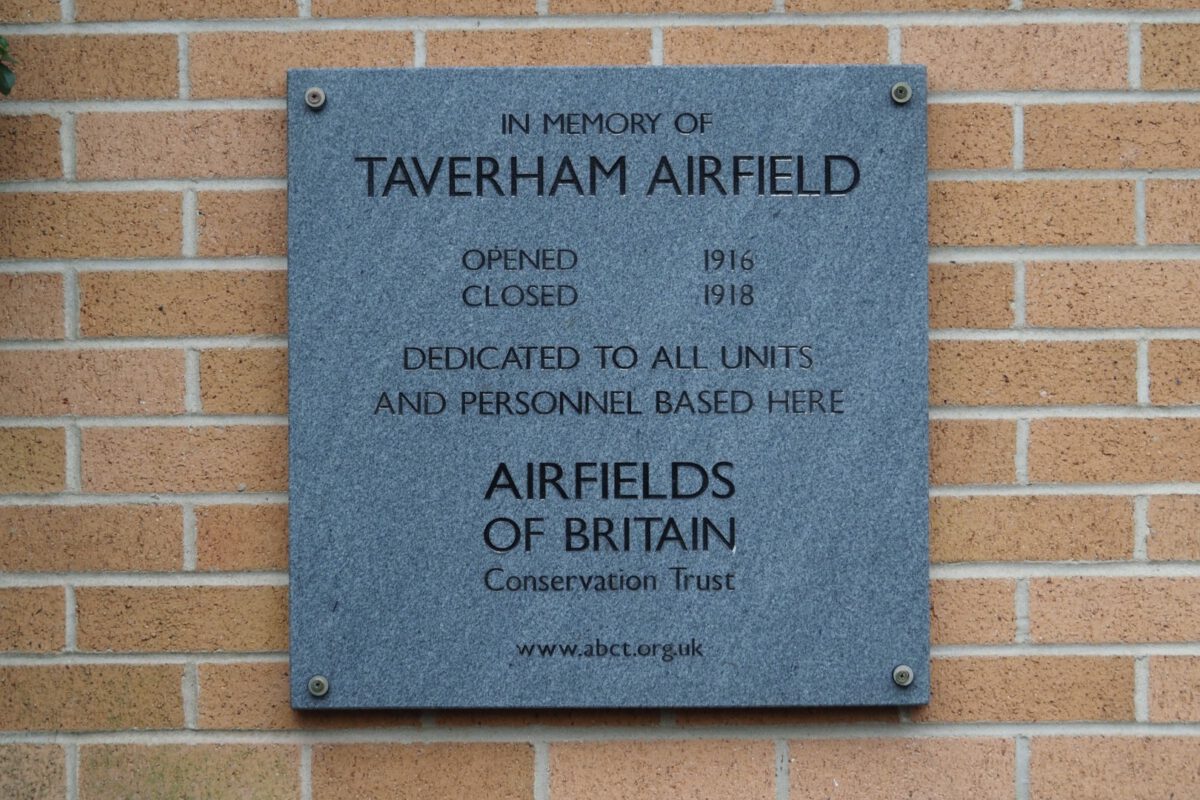 IN MEMORY OF
TAVERHAM AIRFIELD
OPENED 1916
CLOSED 1918
DEDICATED TO ALL UNITS
AND PERSONNEL BASED HERE
AIRFIELDS
OF BRITAIN
Conservation Trust
www.abct.org.uk